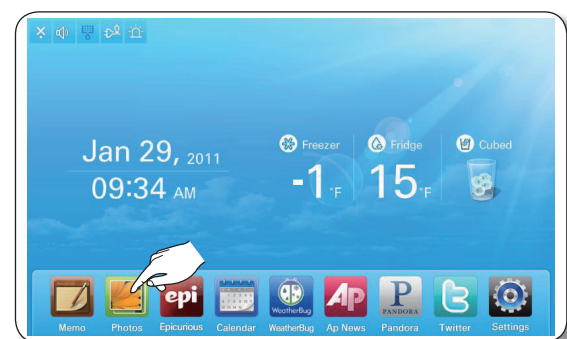 Freezer Fridge Cubed
Jan 29, 2011
-1 °F 15 °F
09:34 AM
epi WeatherBug AP P PANDORA
Memo Photos Epicurious Calendar WeatherBug Ap News Pandora Twitter Settings